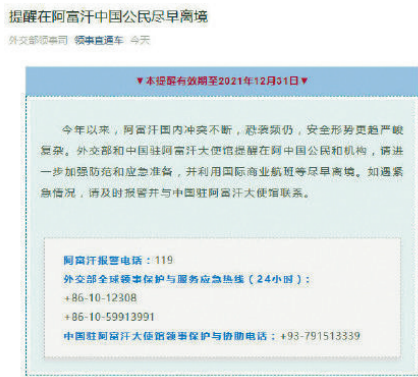 提醒在阿富汗中国公民尽早离境
外交部领事司 领事直通车 今天
▼本提醒有效期至2021年12月31日▼
今年以来，阿富汗国内冲突不断，恐袭频仍，安全形势更趋严峻
复杂。外交部和中国驻阿富汗大使馆提醒在阿中国公民和机构，请进
一步加强防范和应急准备，并利用国际商业航班等尽早离境。如遇紧
急情况，请及时报警并与中国驻阿富汗大使馆联系。
阿富汗报警电话：119
外交部全球领事保护与服务应急热线（24小时）：
+86-10-12308
+86-10-59913991
中国驻阿富汗大使馆领事保护与协助电话：+93-791513339